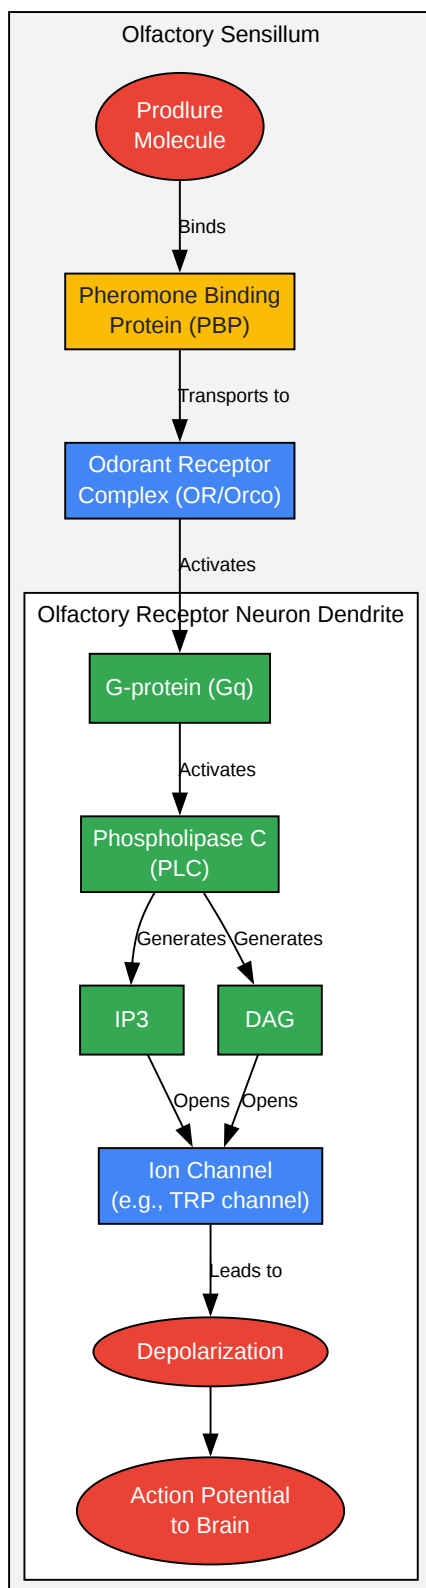 Olfactory Sensillum
Prodlure
Molecule
Binds
Pheromone Binding
Protein (PBP)
Transports to
Odorant Receptor
Complex (OR/Orco)
Activates
Olfactory Receptor Neuron Dendrite
G-protein (Gq)
Activates
Phospholipase C
(PLC)
Generates
Generates
IP3
DAG
Opens
Opens
Ion Channel
(e.g., TRP channel)
Leads to
Depolarization
Action Potential
to Brain